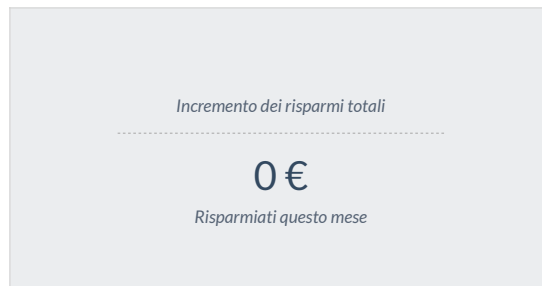 Incremento dei risparmi totali
0 €
Risparmiati questo mese